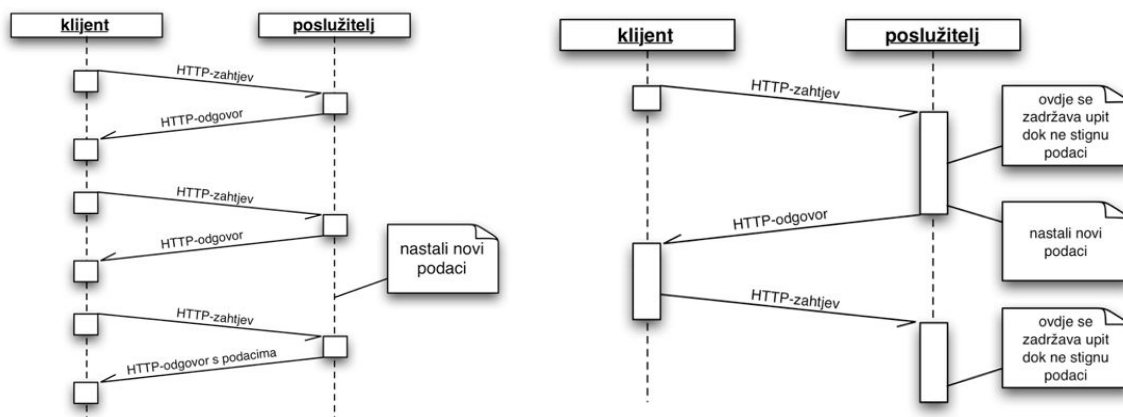 klijent
poslužitelj
HTTP-zahtjev
HTTP-odgovor
HTTP-zahtjev
HTTP-odgovor
nastali novi
podaci
HTTP-zahtjev
HTTP-odgovor s podacima
klijent
poslužitelj
HTTP-zahtjev
ovdje se
zadržava upit
dok ne stignu
podaci
HTTP-odgovor
nastali novi
podaci
HTTP-zahtjev
ovdje se
zadržava upit
dok ne stignu
podaci